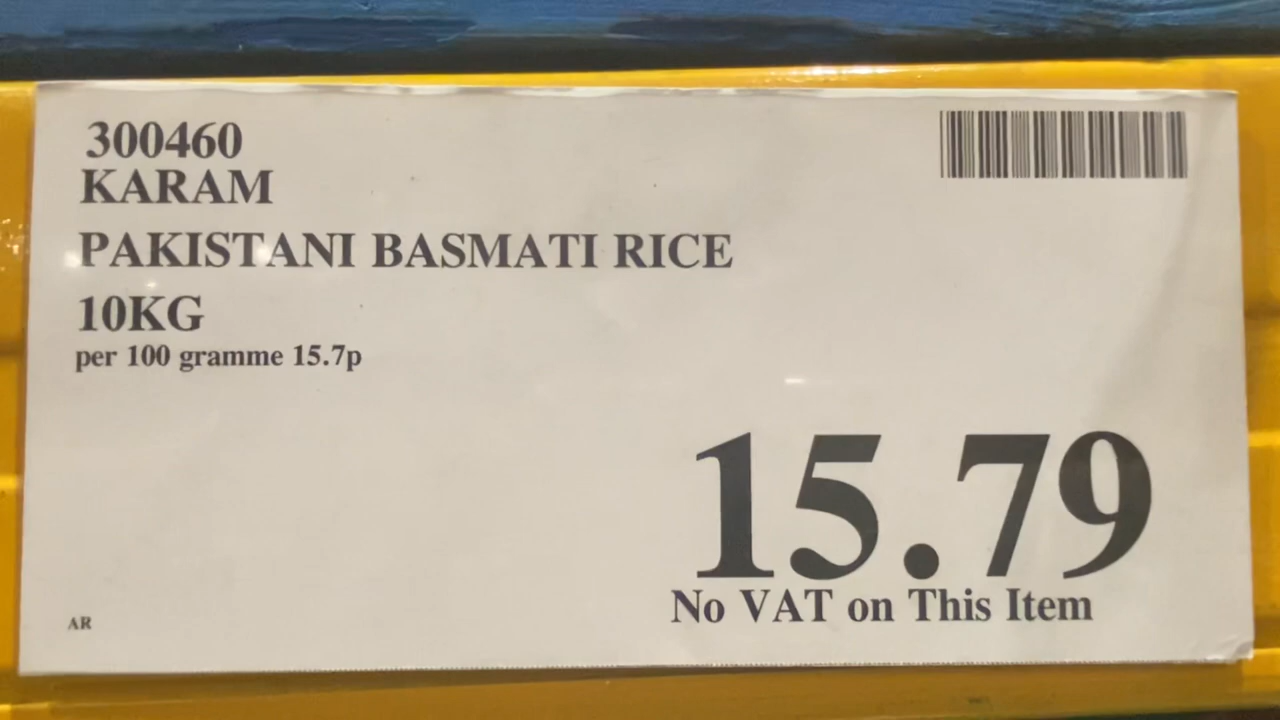 300460
KARAM
PAKISTANI BASMATI RICE
10KG
per 100 gramme 15.7p
15.79
No VAT on This Item
AR